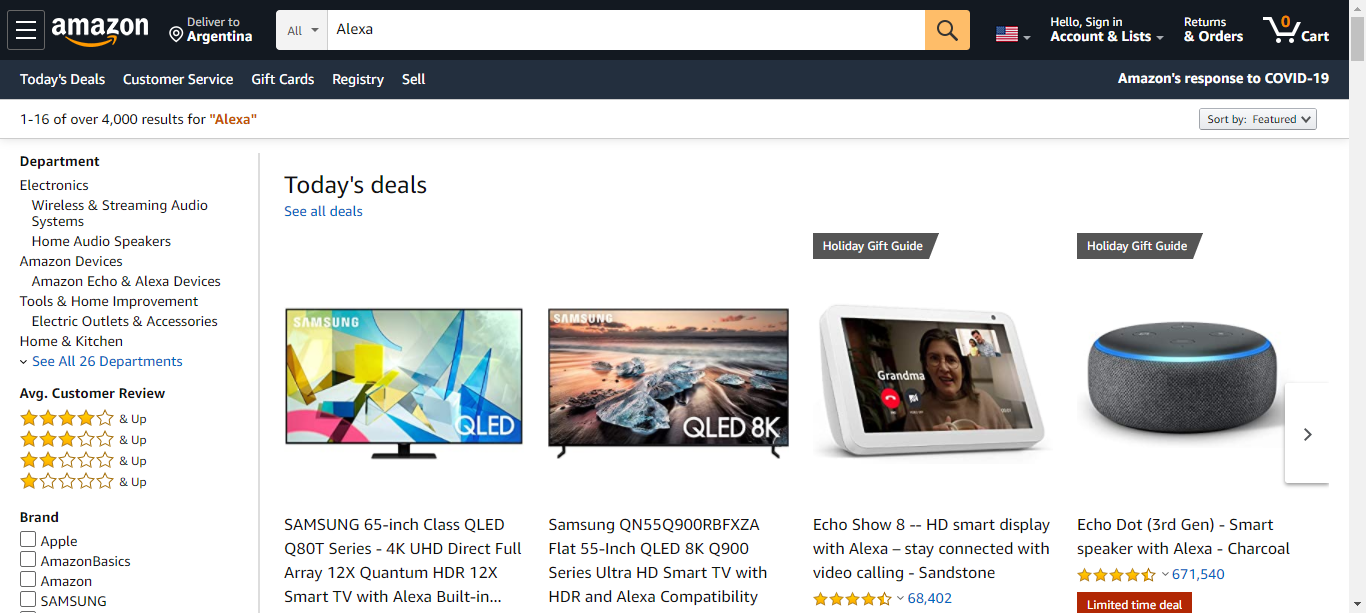 amazon
Deliver to
Argentina
All
Alexa
Hello, Sign in
Account & Lists
Returns
& Orders
0
Cart
Today's Deals
Customer Service
Gift Cards
Registry
Sell
Amazon's response to COVID-19
1-16 of over 4,000 results for "Alexa"
Sort by: Featured
Department
Electronics
Wireless & Streaming Audio
Systems
Home Audio Speakers
Amazon Devices
Amazon Echo & Alexa Devices
Tools & Home Improvement
Electric Outlets & Accessories
Home & Kitchen
See All 26 Departments
Avg. Customer Review
& Up
& Up
& Up
& Up
Brand
Apple
AmazonBasics
Amazon
SAMSUNG
Today's deals
See all deals
SAMSUNG
QLED
SAMSUNG 65-inch Class QLED
Q80T Series - 4K UHD Direct Full
Array 12X Quantum HDR 12X
Smart TV with Alexa Built-in...
SAMSUNG
QLED 8K
Samsung QN55Q900RBFXZA
Flat 55-Inch QLED 8K Q900
Series Ultra HD Smart TV with
HDR and Alexa Compatibility
Holiday Gift Guide
Grandma
Echo Show 8 -- HD smart display
with Alexa – stay connected with
video calling - Sandstone
68,402
Holiday Gift Guide
Echo Dot (3rd Gen) - Smart
speaker with Alexa - Charcoal
671,540
Limited time deal